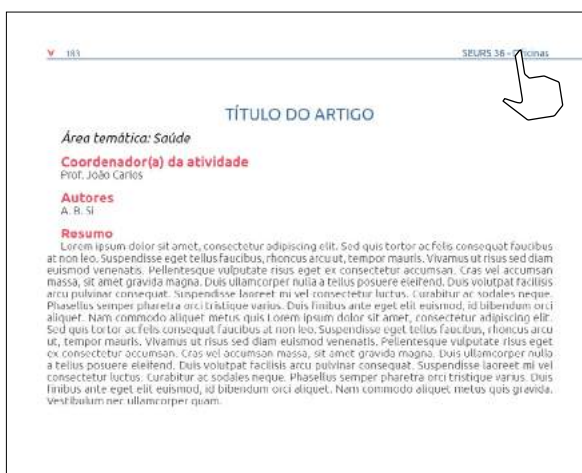 V 183 SEURS 36 - Oficinas
TÍTULO DO ARTIGO
Área temática: Saúde
Coordenador(a) da atividade
Prof. João Carlos
Autores
A. B. Si
Resumo
Lorem ipsum dolor sit amet, consectetur adipiscing elit. Sed quis tortor ac felis consequat faucibus
at non leo. Suspendisse eget tellus faucibus, rhoncus arcu ut, tempor mauris. Vivamus ut risus sed diam
euismod venenatis. Pellentesque vulputate risus eget ex consectetur accumsan. Cras vel accumsan
massa, sit amet gravida magna. Duis ullamcorper nulla a tellus posuere eleifend. Duis volutpat facilisis
arcu pulvinar consequat. Suspendisse laoreet mi vel consectetur luctus. Curabitur ac sodales neque.
Phasellus semper pharetra orci tristique varius. Duis finibus ante eget elit euismod, id bibendum orci
aliquet. Nam commodo aliquet metus quis Lorem ipsum dolor sit amet, consectetur adipiscing elit.
Sed quis tortor ac felis consequat faucibus at non leo. Suspendisse eget tellus faucibus, rhoncus arcu
ut, tempor mauris. Vivamus ut risus sed diam euismod venenatis. Pellentesque vulputate risus eget
ex consectetur accumsan. Cras vel accumsan massa, sit amet gravida magna. Duis ullamcorper nulla
a tellus posuere eleifend. Duis volutpat facilisis arcu pulvinar consequat. Suspendisse laoreet mi vel
consectetur luctus. Curabitur ac sodales neque. Phasellus semper pharetra orci tristique varius. Duis
finibus ante eget elit euismod, id bibendum orci aliquet. Nam commodo aliquet metus quis gravida.
Vestibulum nec ullamcorper quam.